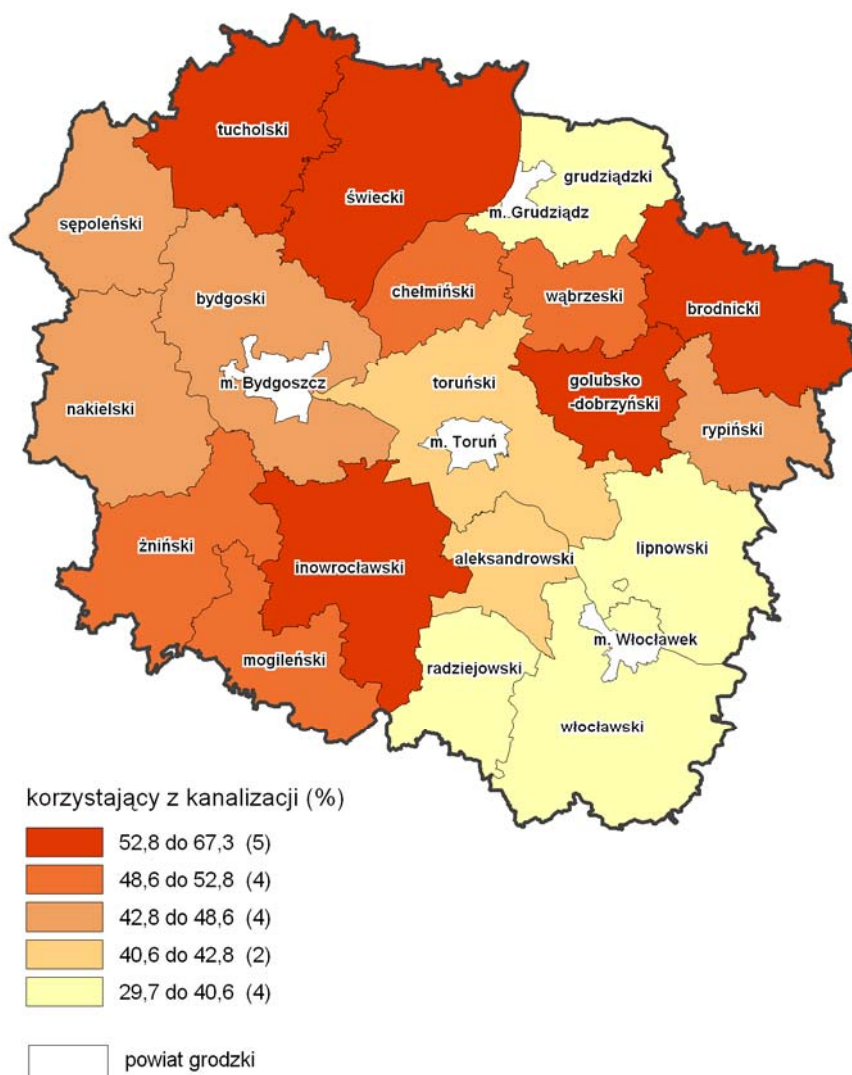 tucholski
świecki
grudziądzki
m. Grudziądz
sępoleński
bydgoski
chełmiński
wąbrzeski
brodnicki
m. Bydgoszcz
toruński
golubsko
-dobrzyński
nakielski
rypiński
m. Toruń
żniński
inowrocławski
aleksandrowski
lipnowski
m. Włocławek
mogileński
radziejowski
włocławski
korzystający z kanalizacji (%)
52,8 do 67,3 (5)
48,6 do 52,8 (4)
42,8 do 48,6 (4)
40,6 do 42,8 (2)
29,7 do 40,6 (4)
powiat grodzki